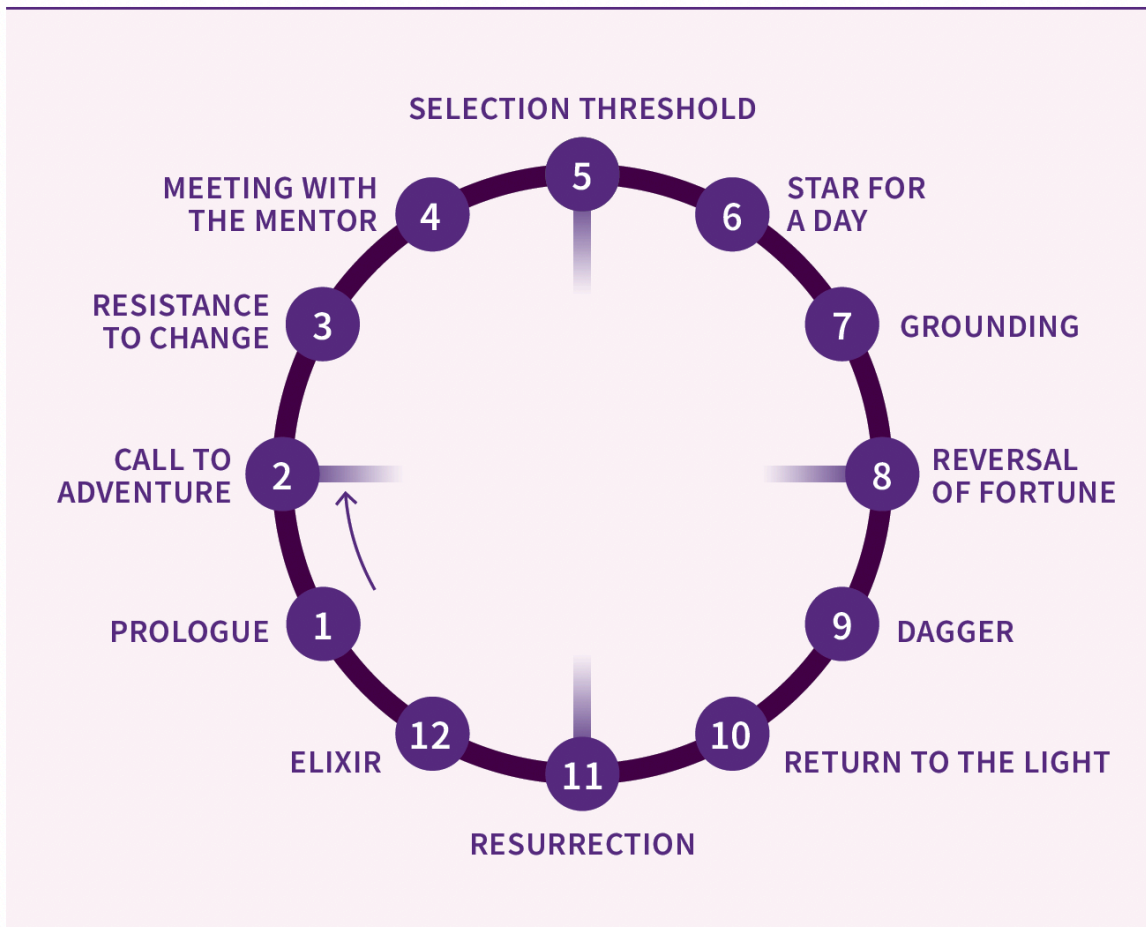 SELECTION THRESHOLD
5
MEETING WITH
THE MENTOR
4
6
STAR FOR
A DAY
RESISTANCE
TO CHANGE
3
7
GROUNDING
CALL TO
ADVENTURE
2
8
REVERSAL
OF FORTUNE
PROLOGUE
1
9
DAGGER
ELIXIR
12
10
RETURN TO THE LIGHT
11
RESURRECTION